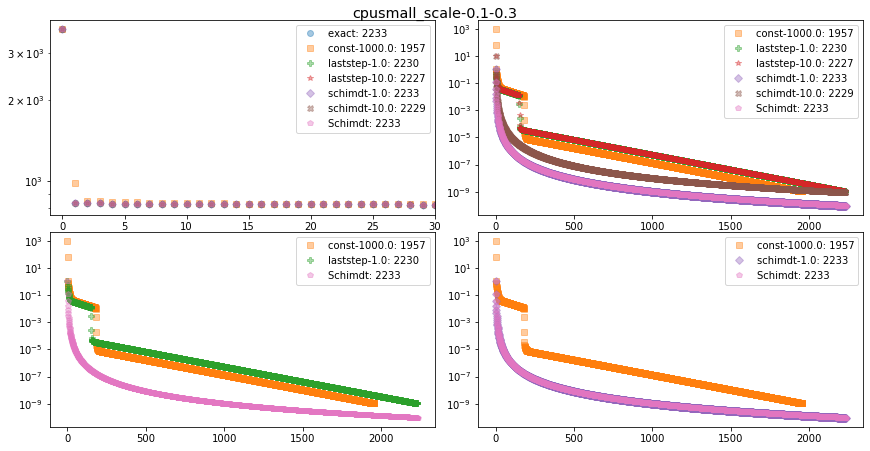 cpusmall_scale-0.1-0.3
3 × 10³
2 × 10³
10³
exact: 2233
const-1000.0: 1957
laststep-1.0: 2230
laststep-10.0: 2227
schimdt-1.0: 2233
schimdt-10.0: 2229
Schimdt: 2233
0 5 10 15 20 25 30
10³
10¹
10⁻¹
10⁻³
10⁻⁵
10⁻⁷
10⁻⁹
const-1000.0: 1957
laststep-1.0: 2230
laststep-10.0: 2227
schimdt-1.0: 2233
schimdt-10.0: 2229
Schimdt: 2233
0 500 1000 1500 2000
10³
10¹
10⁻¹
10⁻³
10⁻⁵
10⁻⁷
10⁻⁹
const-1000.0: 1957
laststep-1.0: 2230
Schimdt: 2233
0 500 1000 1500 2000
10³
10¹
10⁻¹
10⁻³
10⁻⁵
10⁻⁷
10⁻⁹
const-1000.0: 1957
schimdt-1.0: 2233
Schimdt: 2233
0 500 1000 1500 2000